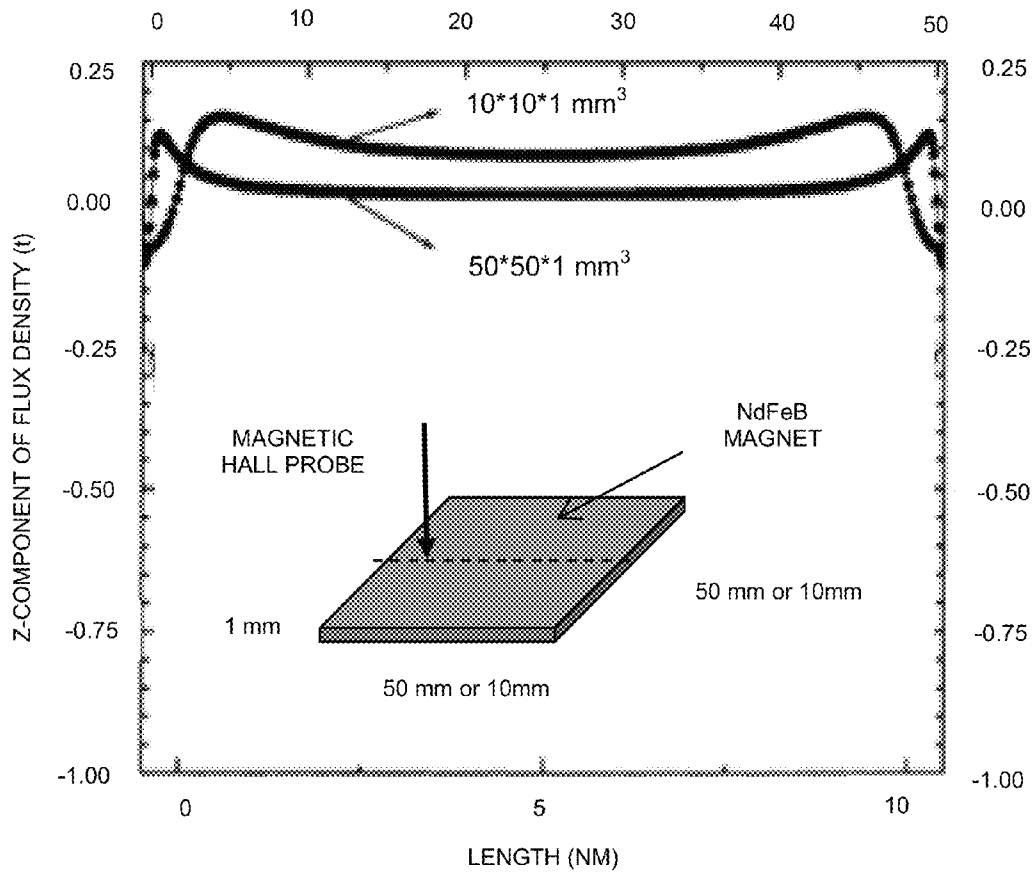 0 10 20 30 40 50
0.25 0.25
10*10*1 mm³
0.00 0.00
50*50*1 mm³
Z-COMPONENT OF FLUX DENSITY (t)
-0.25 -0.25
MAGNETIC
HALL PROBE
NdFeB
MAGNET
-0.50 -0.50
50 mm or 10mm
1 mm
-0.75 -0.75
50 mm or 10mm
-1.00 -1.00
0 5 10
LENGTH (NM)